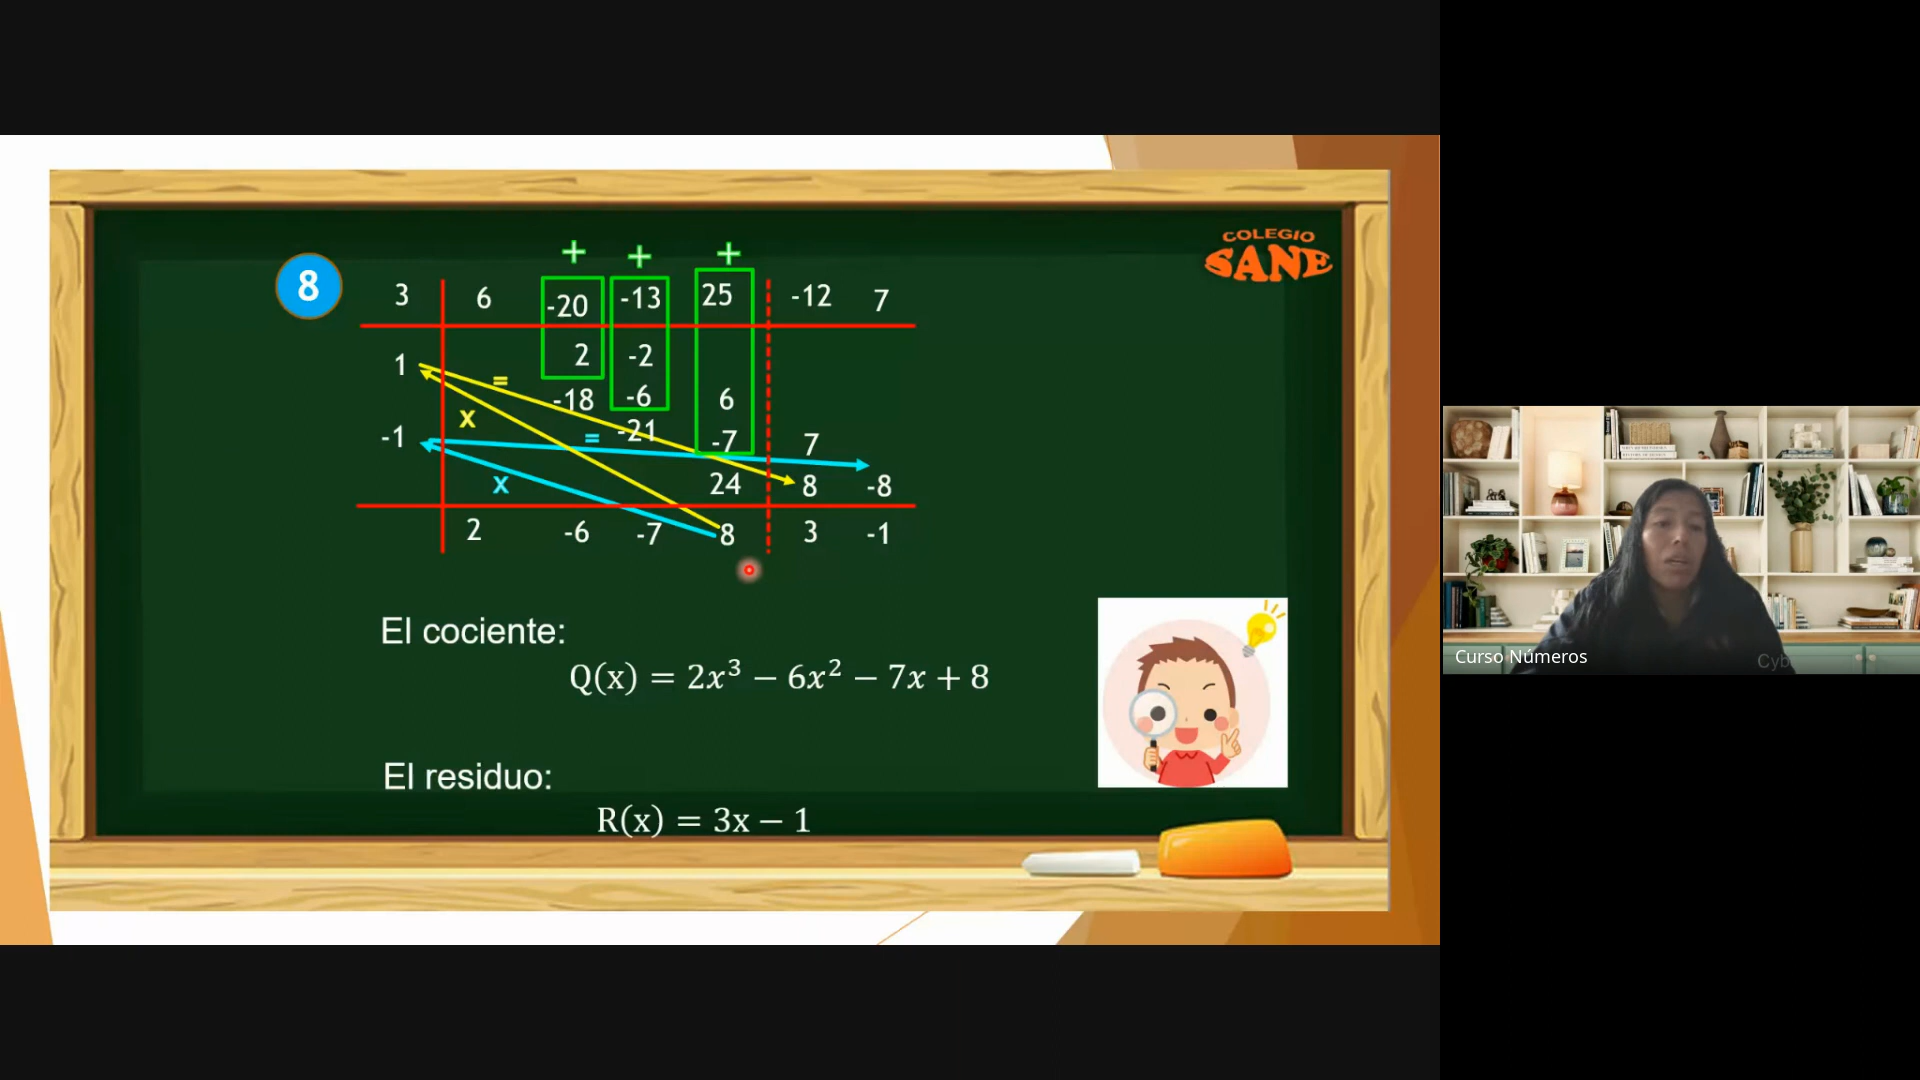 COLEGIO
SANE
8
+ + +
3 6 -20 -13 25 -12 7
1 2 -2
= -18 -6 6
x
-1 = -21 -7 7
x 24 8 -8
2 -6 -7 8 3 -1
El cociente:
Q(x) = 2x³ − 6x² − 7x + 8
El residuo:
R(x) = 3x − 1
Curso Números